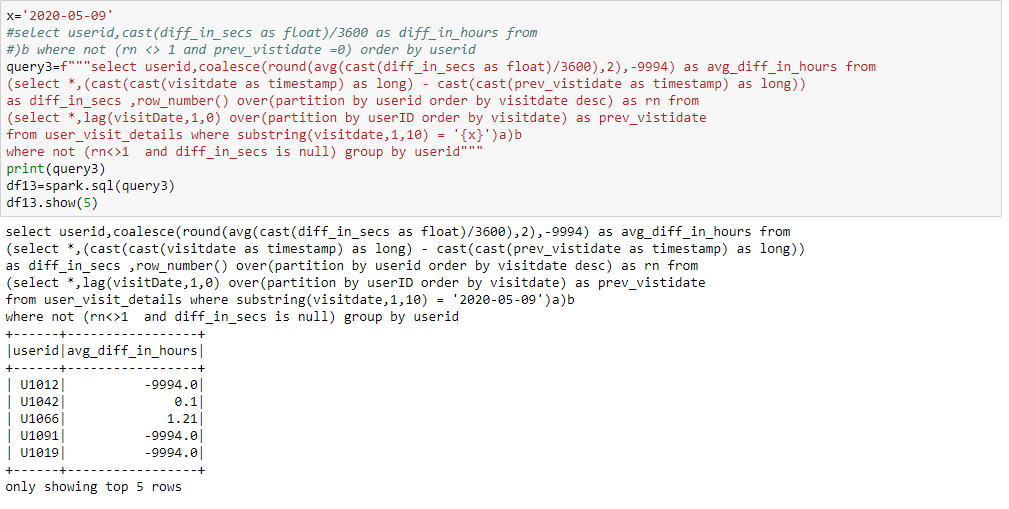 x='2020-05-09'
#select userid,cast(diff_in_secs as float)/3600 as diff_in_hours from
#)b where not (rn <> 1 and prev_vistidate =0) order by userid
query3=f"""select userid,coalesce(round(avg(cast(diff_in_secs as float)/3600),2),-9994) as avg_diff_in_hours from
(select *,(cast(cast(visitdate as timestamp) as long) - cast(cast(prev_vistidate as timestamp) as long))
as diff_in_secs ,row_number() over(partition by userid order by visitdate desc) as rn from
(select *,lag(visitDate,1,0) over(partition by userID order by visitdate) as prev_vistidate
from user_visit_details where substring(visitdate,1,10) = '{x}')a)b
where not (rn<>1  and diff_in_secs is null) group by userid"""
print(query3)
df13=spark.sql(query3)
df13.show(5)
select userid,coalesce(round(avg(cast(diff_in_secs as float)/3600),2),-9994) as avg_diff_in_hours from
(select *,(cast(cast(visitdate as timestamp) as long) - cast(cast(prev_vistidate as timestamp) as long))
as diff_in_secs ,row_number() over(partition by userid order by visitdate desc) as rn from
(select *,lag(visitDate,1,0) over(partition by userID order by visitdate) as prev_vistidate
from user_visit_details where substring(visitdate,1,10) = '2020-05-09')a)b
where not (rn<>1  and diff_in_secs is null) group by userid
+------+-----------------+
|userid|avg_diff_in_hours|
+------+-----------------+
| U1012|          -9994.0|
| U1042|              0.1|
| U1066|             1.21|
| U1091|          -9994.0|
| U1019|          -9994.0|
+------+-----------------+
only showing top 5 rows